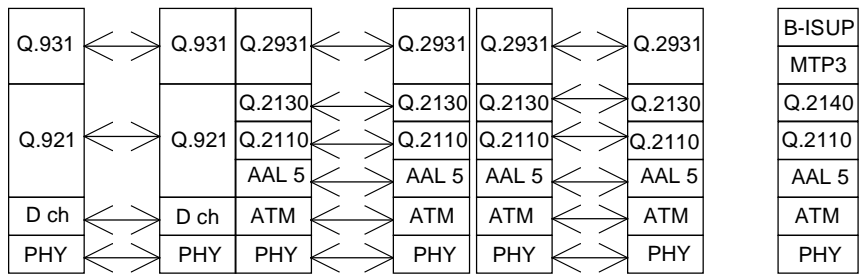 B-ISUP
Q.931 Q.931 Q.2931 Q.2931 Q.2931 Q.2931
MTP3
Q.2130 Q.2130 Q.2130 Q.2130 Q.2140
Q.921 Q.921 Q.2110 Q.2110 Q.2110 Q.2110 Q.2110
AAL 5 AAL 5 AAL 5 AAL 5 AAL 5
D ch D ch ATM ATM ATM ATM ATM
PHY PHY PHY PHY PHY PHY PHY